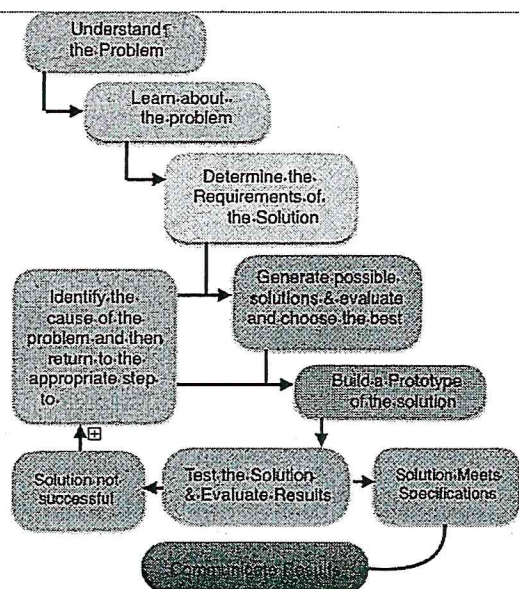 Understand
the Problem
Learn about
the problem
Determine the
Requirements of
the Solution
Generate possible
solutions & evaluate
and choose the best
Identify the
cause of the
problem and then
return to the
appropriate step
to.
Build a Prototype
of the solution
Solution not
successful
Test the Solution
& Evaluate Results
Solution Meets
Specifications
Communicate Results